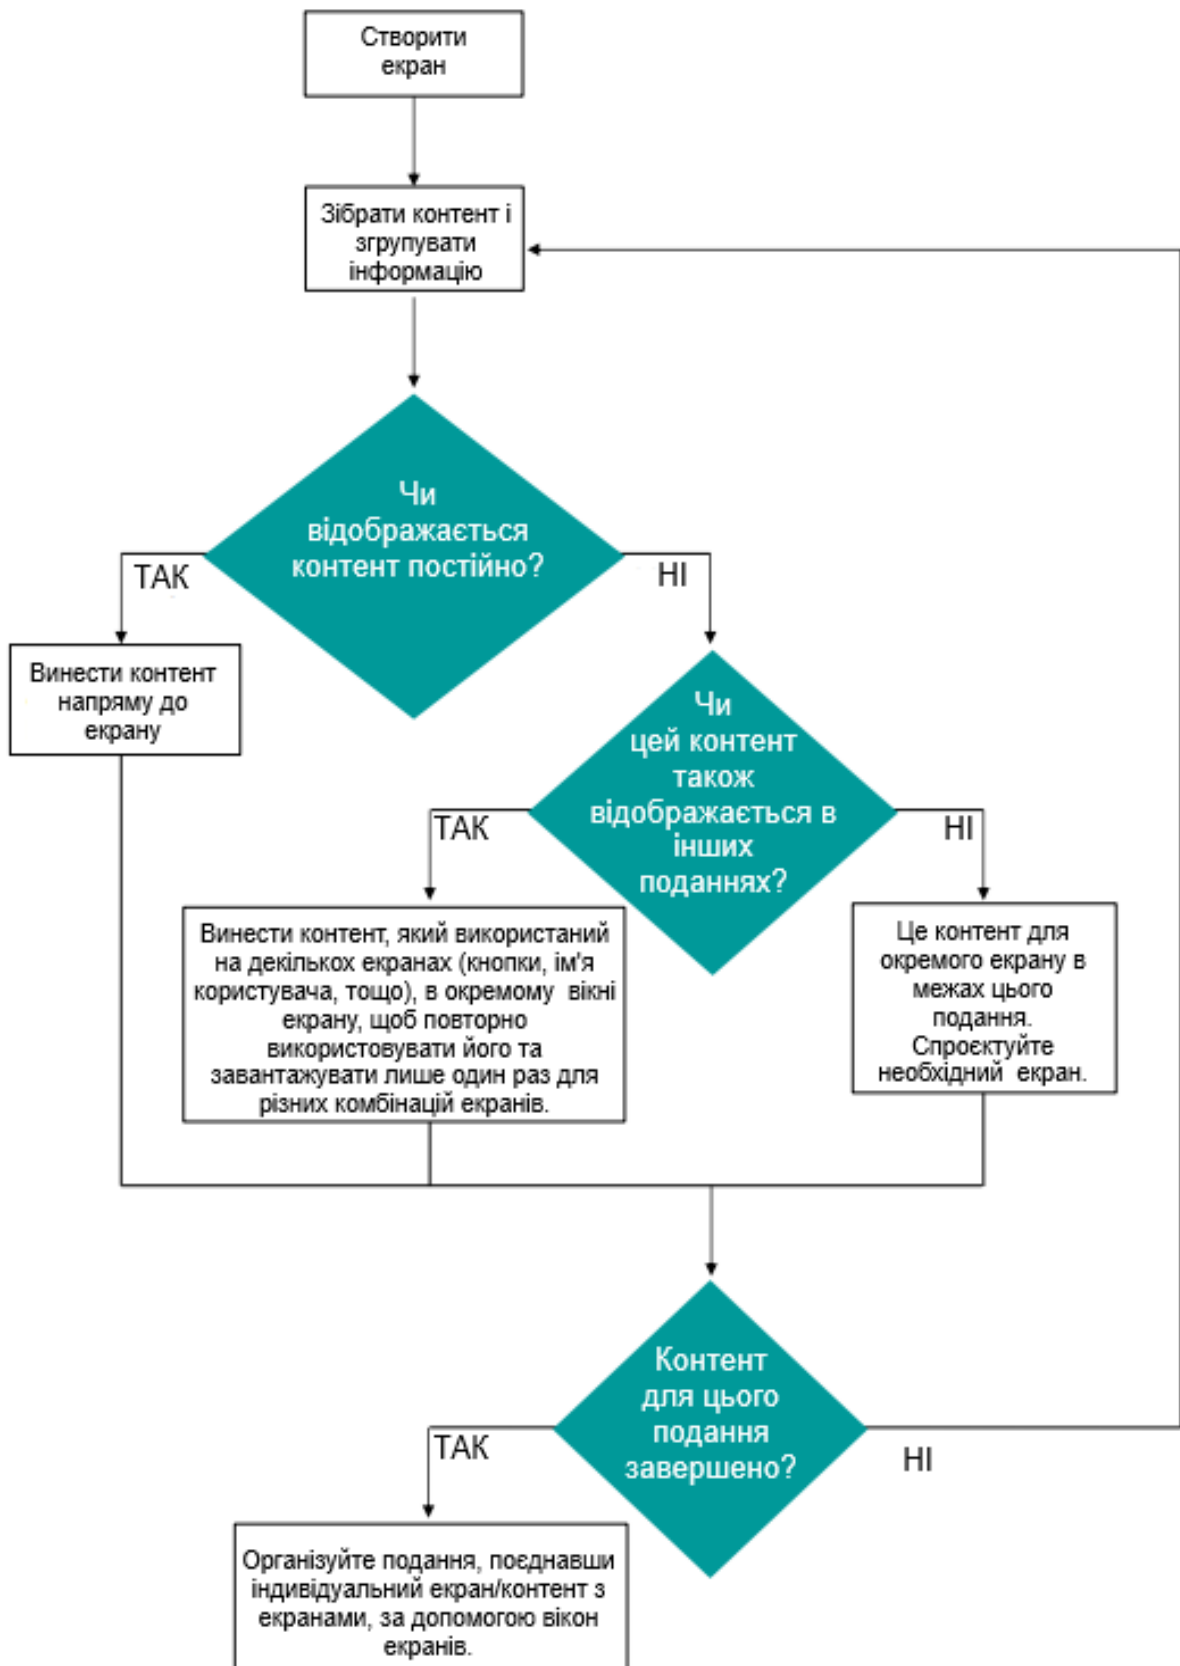 Створити
екран
Зібрати контент і
згрупувати
інформацію
Чи
відображається
контент постійно?
ТАК
НІ
Винести контент
напряму до
екрану
Чи
цей контент
також
відображається в
інших
поданнях?
ТАК
НІ
Винести контент, який використаний
на декількох екранах (кнопки, ім'я
користувача, тощо), в окремому вікні
екрану, щоб повторно
використовувати його та
завантажувати лише один раз для
різних комбінацій екранів.
Це контент для
окремого екрану в
межах цього
подання.
Спроєктуйте
необхідний екран.
Контент
для цього
подання
завершено?
ТАК
НІ
Організуйте подання, поєднавши
індивідуальний екран/контент з
екранами, за допомогою вікон
екранів.